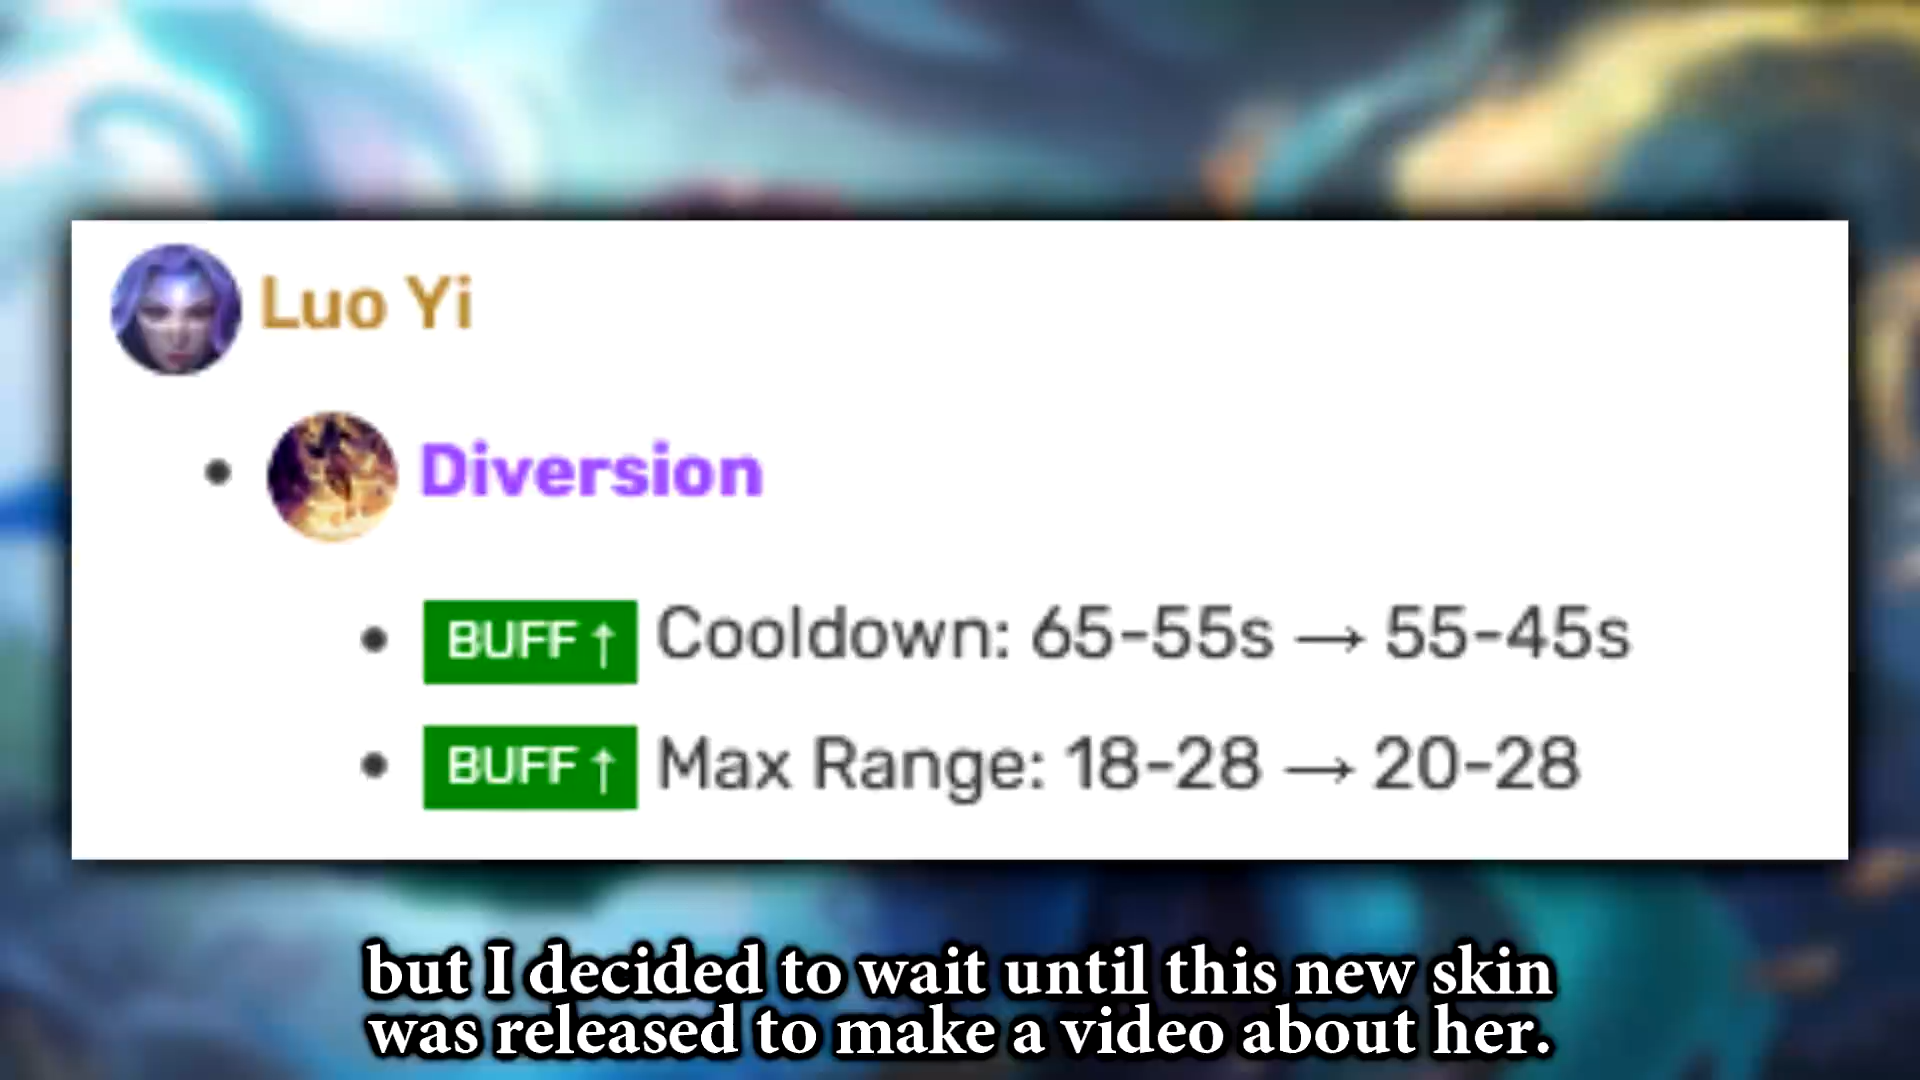 Luo Yi
Diversion
BUFF ↑ Cooldown: 65-55s → 55-45s
BUFF ↑ Max Range: 18-28 → 20-28
but I decided to wait until this new skin
was released to make a video about her.